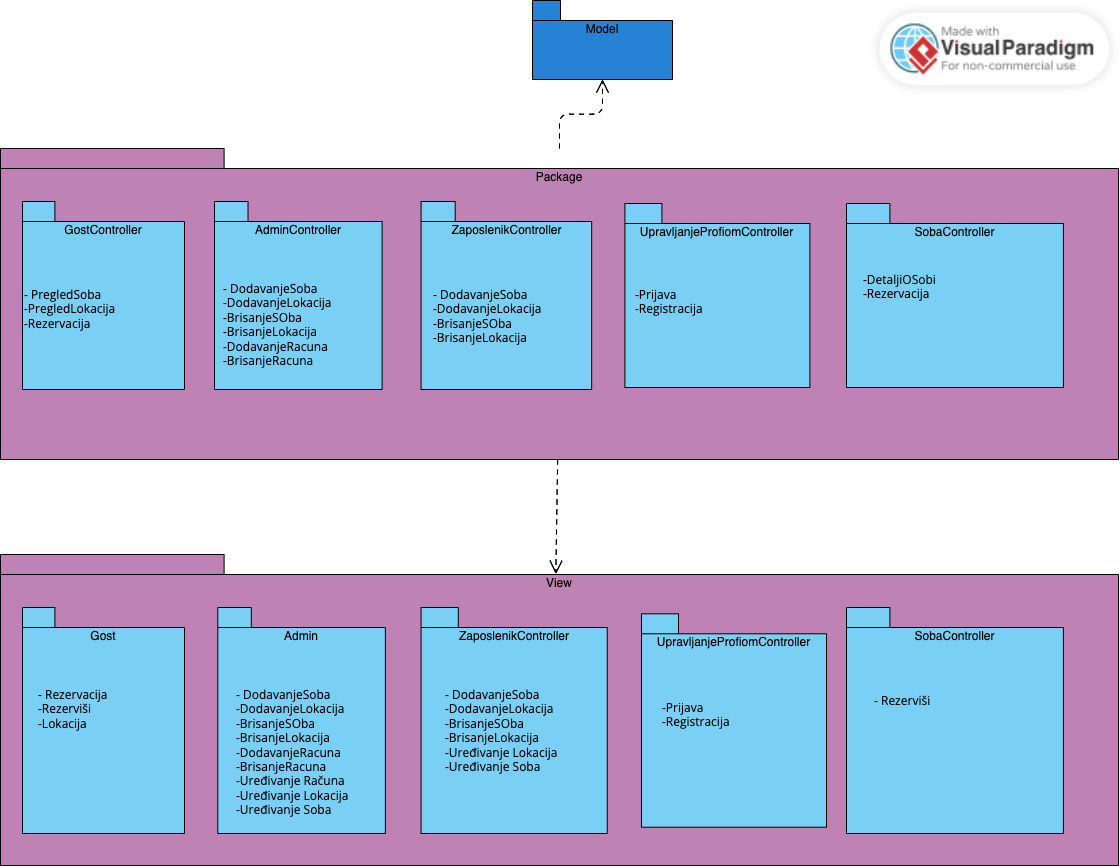 Model
Made with
VisualParadigm
For non-commercial use
Package
GostController
- PregledSoba
-PregledLokacija
-Rezervacija
AdminController
- DodavanjeSoba
-DodavanjeLokacija
-BrisanjeSOba
-BrisanjeLokacija
-DodavanjeRacuna
-BrisanjeRacuna
ZaposlenikController
- DodavanjeSoba
-DodavanjeLokacija
-BrisanjeSOba
-BrisanjeLokacija
UpravljanjeProfiomController
-Prijava
-Registracija
SobaController
-DetaljiOSobi
-Rezervacija
View
Gost
- Rezervacija
-Rezerviši
-Lokacija
Admin
- DodavanjeSoba
-DodavanjeLokacija
-BrisanjeSOba
-BrisanjeLokacija
-DodavanjeRacuna
-BrisanjeRacuna
-Uređivanje Računa
-Uređivanje Lokacija
-Uređivanje Soba
ZaposlenikController
- DodavanjeSoba
-DodavanjeLokacija
-BrisanjeSOba
-BrisanjeLokacija
-Uređivanje Lokacija
-Uređivanje Soba
UpravljanjeProfiomController
-Prijava
-Registracija
SobaController
- Rezerviši